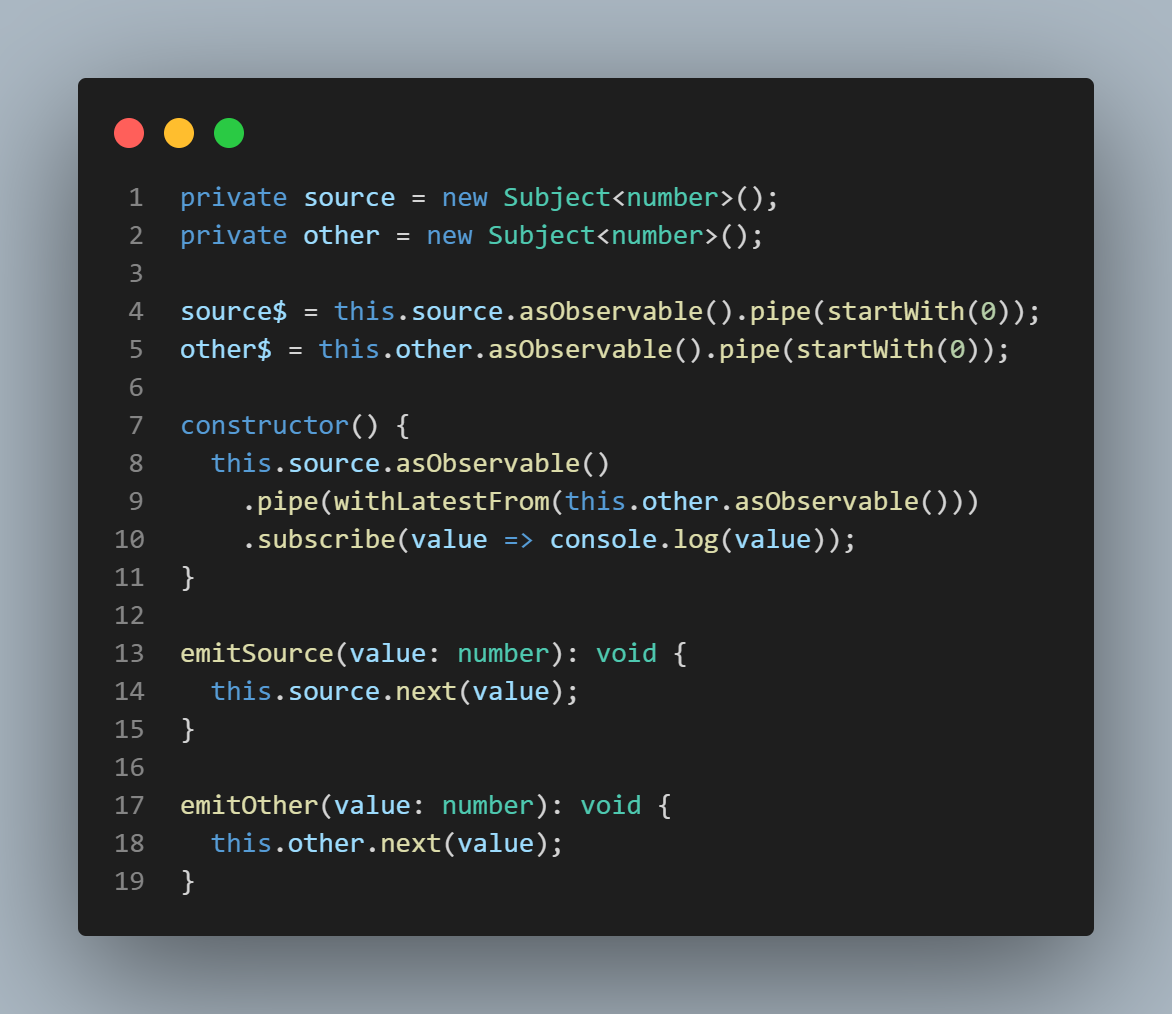 1 private source = new Subject<number>();
2 private other = new Subject<number>();
3
4 source$ = this.source.asObservable().pipe(startWith(0));
5 other$ = this.other.asObservable().pipe(startWith(0));
6
7 constructor() {
8   this.source.asObservable()
9     .pipe(withLatestFrom(this.other.asObservable()))
10     .subscribe(value => console.log(value));
11 }
12
13 emitSource(value: number): void {
14   this.source.next(value);
15 }
16
17 emitOther(value: number): void {
18   this.other.next(value);
19 }